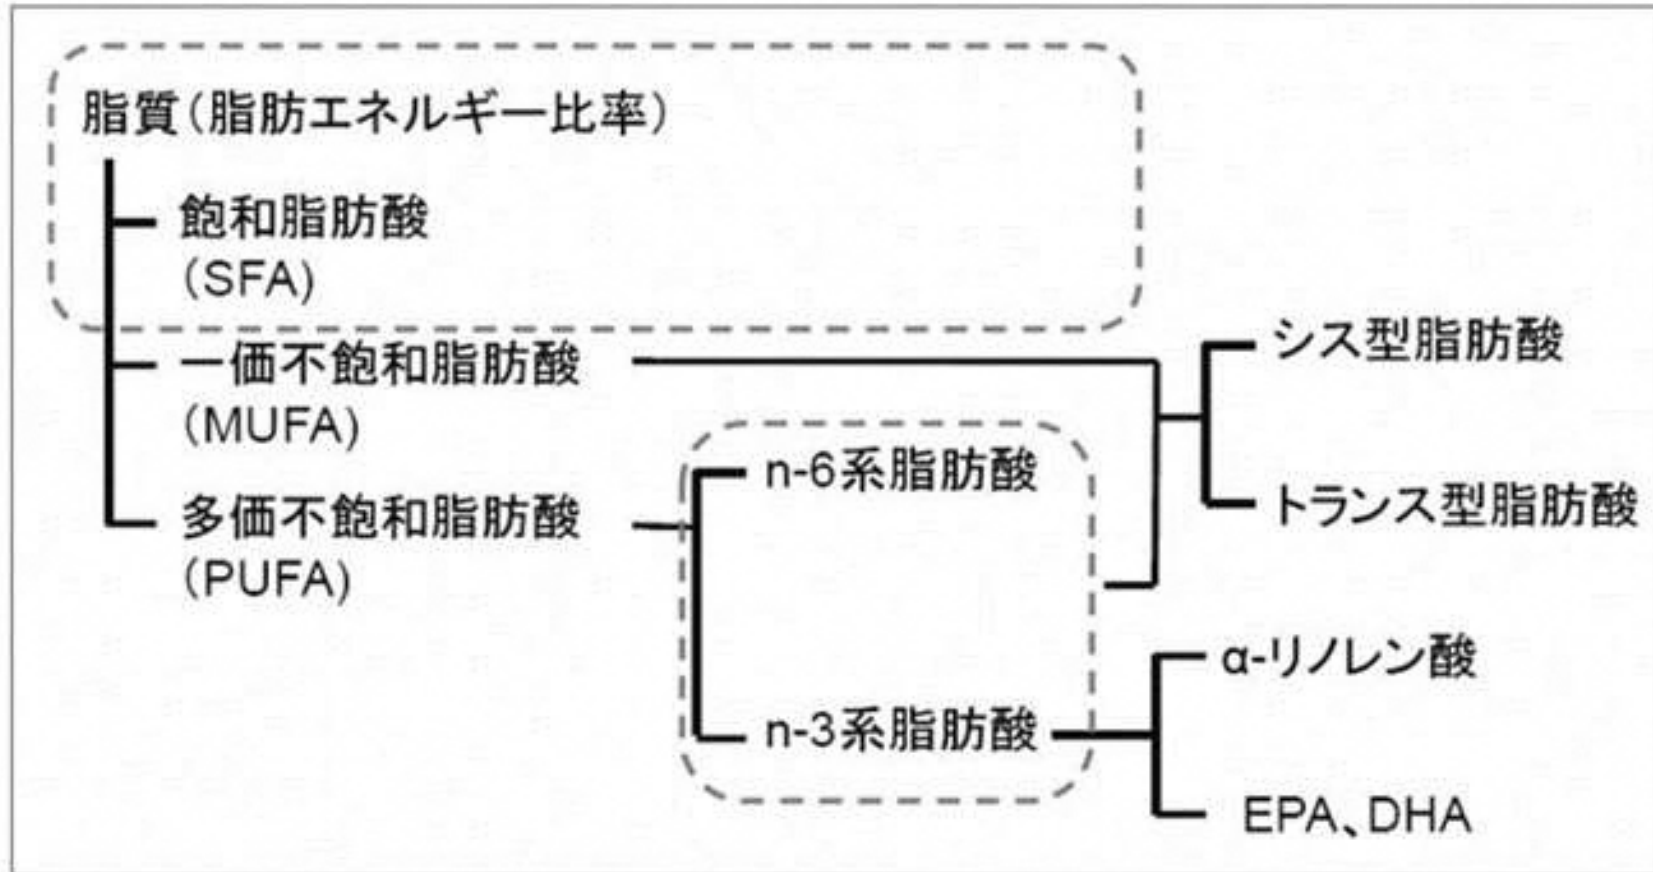 脂質(脂肪エネルギー比率)
飽和脂肪酸
(SFA)
一価不飽和脂肪酸
(MUFA)
多価不飽和脂肪酸
(PUFA)
n-6系脂肪酸
n-3系脂肪酸
シス型脂肪酸
トランス型脂肪酸
α-リノレン酸
EPA、DHA